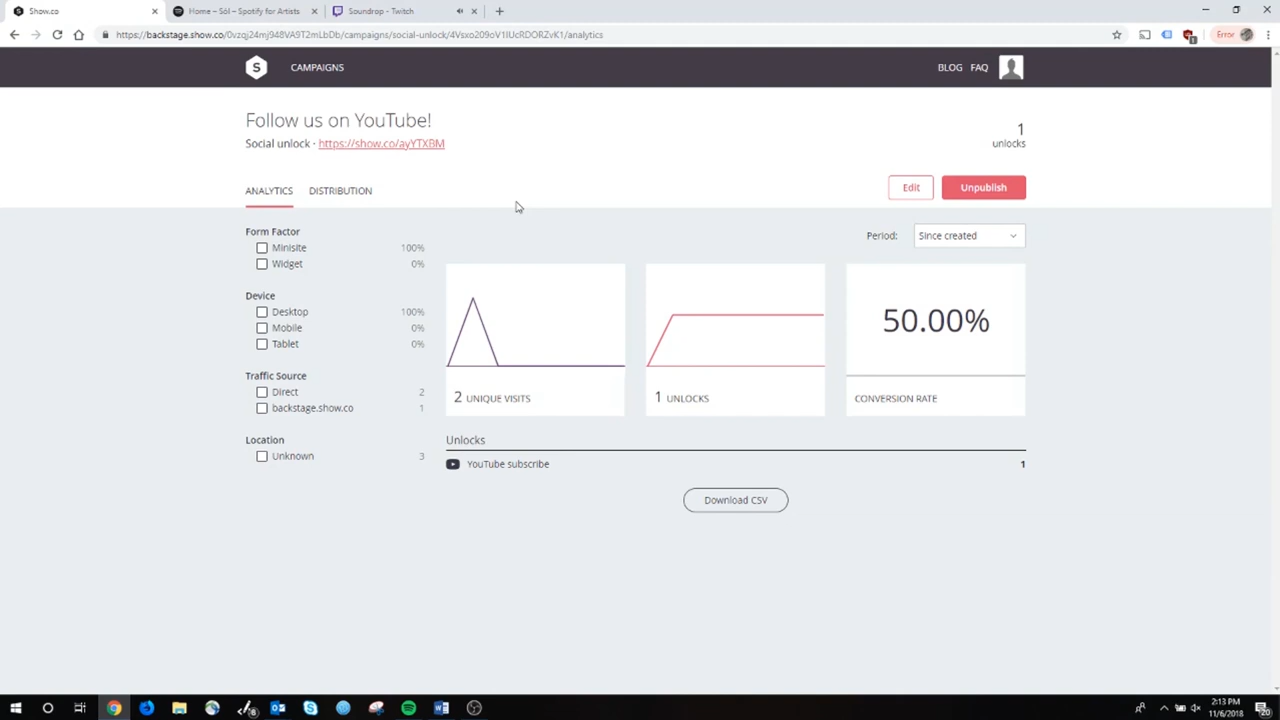 Show.co
Home – Sól – Spotify for Artists
Soundrop - Twitch
https://backstage.show.co/0vzqj24mj948VA9T2mLbDb/campaigns/social-unlock/4Vsxo209oV1IUcRDORZvK1/analytics
1
Error
S
CAMPAIGNS
BLOG
FAQ
Follow us on YouTube!
Social unlock · https://show.co/ayYTXBM
1
unlocks
ANALYTICS
DISTRIBUTION
Edit
Unpublish
Form Factor
Minisite 100%
Widget 0%
Device
Desktop 100%
Mobile 0%
Tablet 0%
Traffic Source
Direct 2
backstage.show.co 1
Location
Unknown 3
Period: Since created
2 UNIQUE VISITS
1 UNLOCKS
50.00%
CONVERSION RATE
Unlocks
YouTube subscribe 1
Download CSV
2:13 PM
11/6/2018
20